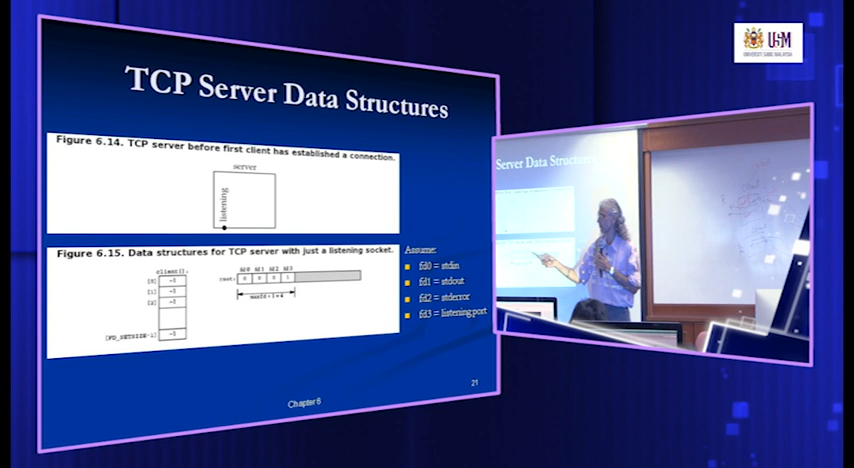 TCP Server Data Structures
Figure 6.14. TCP server before first client has established a connection.
server
listening
Figure 6.15. Data structures for TCP server with just a listening socket.
client[]:
[0] -1
[1] -1
[2] -1
[FD_SETSIZE-1] -1
rset:
fd0 fd1 fd2 fd3
0 0 0 1
maxfd+1=4
Assume:
fd0 = stdin
fd1 = stdout
fd2 = stderror
fd3 = listening port
21
Chapter 6
USM
UNIVERSITI SAINS MALAYSIA
Server Data Structures